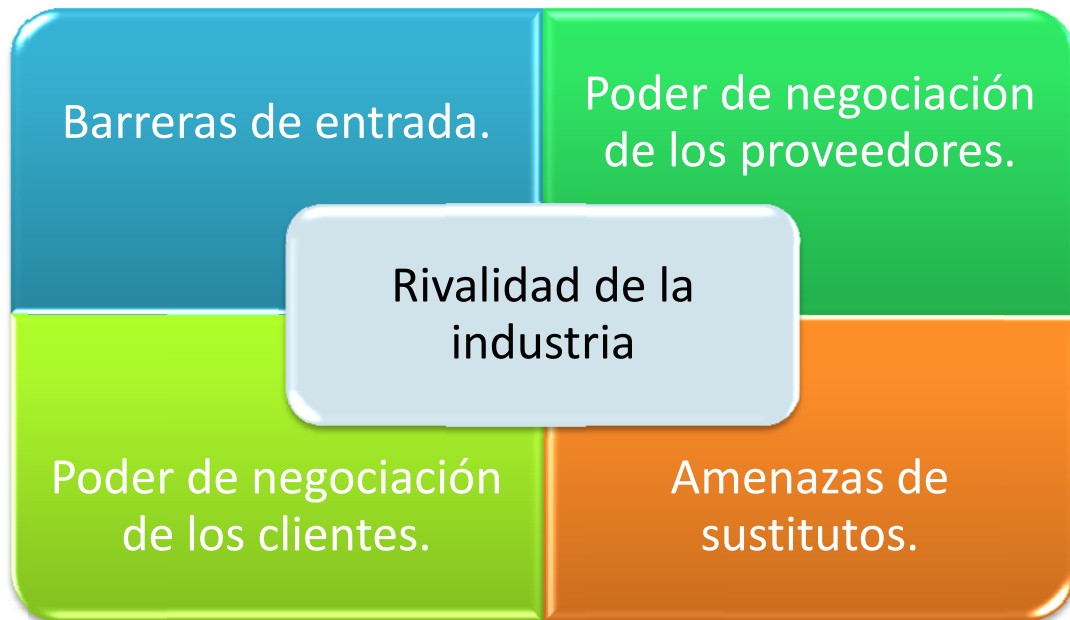 Barreras de entrada.
Poder de negociación
de los proveedores.
Rivalidad de la
industria
Poder de negociación
de los clientes.
Amenazas de
sustitutos.